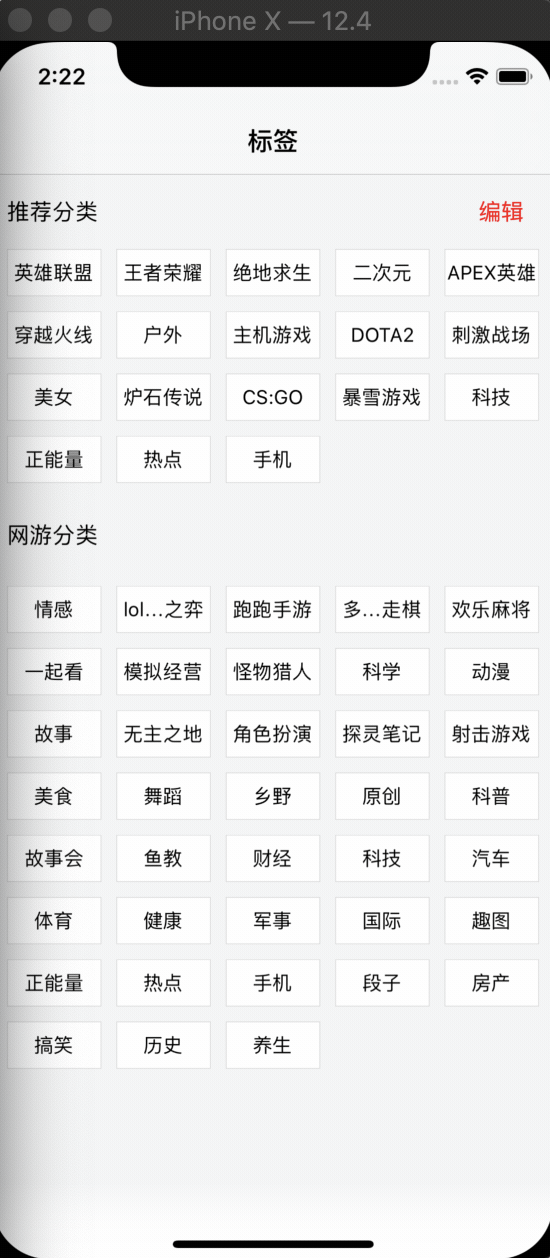 iPhone X — 12.4
2:22
标签
推荐分类 编辑
英雄联盟 王者荣耀 绝地求生 二次元 APEX英雄
穿越火线 户外 主机游戏 DOTA2 刺激战场
美女 炉石传说 CS:GO 暴雪游戏 科技
正能量 热点 手机
网游分类
情感 lol...之弈 跑跑手游 多...走棋 欢乐麻将
一起看 模拟经营 怪物猎人 科学 动漫
故事 无主之地 角色扮演 探灵笔记 射击游戏
美食 舞蹈 乡野 原创 科普
故事会 鱼教 财经 科技 汽车
体育 健康 军事 国际 趣图
正能量 热点 手机 段子 房产
搞笑 历史 养生